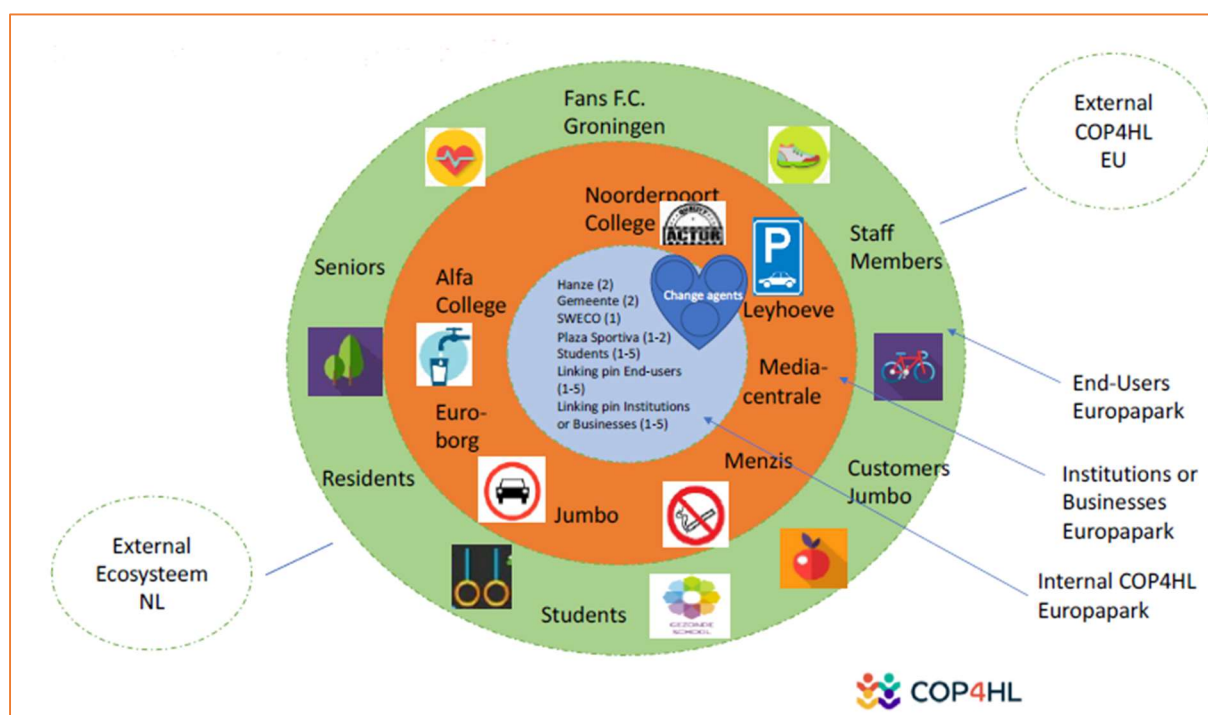 Fans F.C.
Groningen
External
COP4HL
EU
Noorderpoort
College
QUALITY
ACTUR
P
Staff
Members
Seniors
Alfa
College
Hanze (2)
Gemeente (2)
SWECO (1)
Plaza Sportiva (1-2)
Students (1-5)
Linking pin End-users
(1-5)
Linking pin Institutions
or Businesses (1-5)
Change agents
Leyhoeve
Media-
centrale
End-Users
Europapark
Euro-
borg
Menzis
Customers
Jumbo
Residents
Institutions or
Businesses
Europapark
Jumbo
External
Ecosysteem
NL
Internal COP4HL
Europapark
Students
GEZONDE
SCHOOL
COP4HL